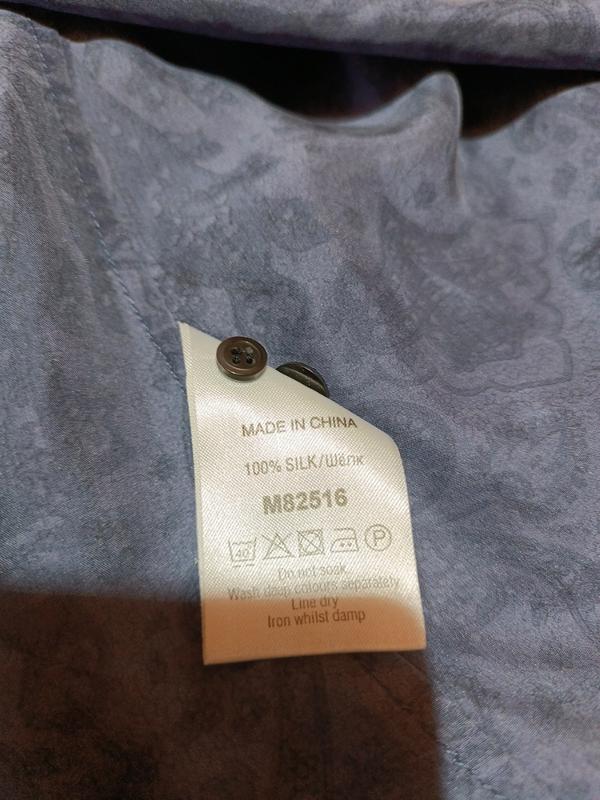 MADE IN CHINA
100% SILK/Шёлк
M82516
40
P
Do not soak
Wash deep colours separately
Line dry
Iron whilst damp